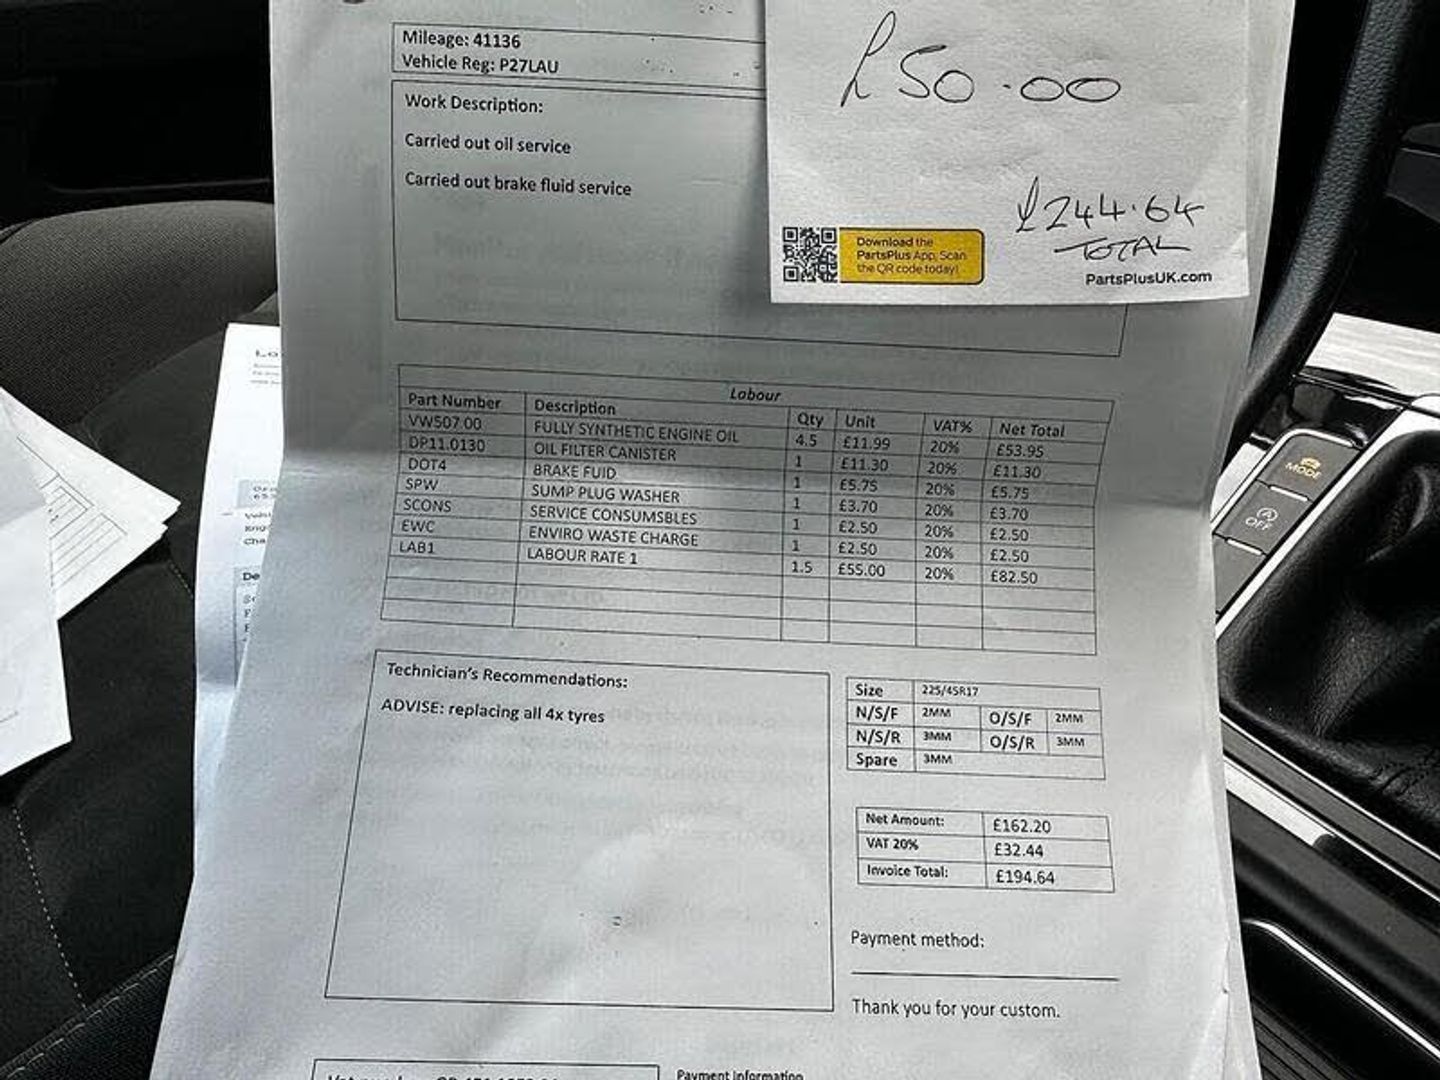 Mileage: 41136
Vehicle Reg: P27LAU
£50.00
£244.64
TOTAL
Download the
PartsPlus App, Scan
the QR code today!
PartsPlusUK.com
Work Description:
Carried out oil service
Carried out brake fluid service
Labour
Part Number Description Qty Unit VAT% Net Total
VW507.00 FULLY SYNTHETIC ENGINE OIL 4.5 £11.99 20% £53.95
DP11.0130 OIL FILTER CANISTER 1 £11.30 20% £11.30
DOT4 BRAKE FUID 1 £5.75 20% £5.75
SPW SUMP PLUG WASHER 1 £3.70 20% £3.70
SCONS SERVICE CONSUMSBLES 1 £2.50 20% £2.50
EWC ENVIRO WASTE CHARGE 1 £2.50 20% £2.50
LAB1 LABOUR RATE 1 1.5 £55.00 20% £82.50
Technician's Recommendations:
ADVISE: replacing all 4x tyres
Size 225/45R17
N/S/F 2MM O/S/F 2MM
N/S/R 3MM O/S/R 3MM
Spare 3MM
Net Amount: £162.20
VAT 20% £32.44
Invoice Total: £194.64
Payment method:
Thank you for your custom.
Payment Information
MODE
OFF